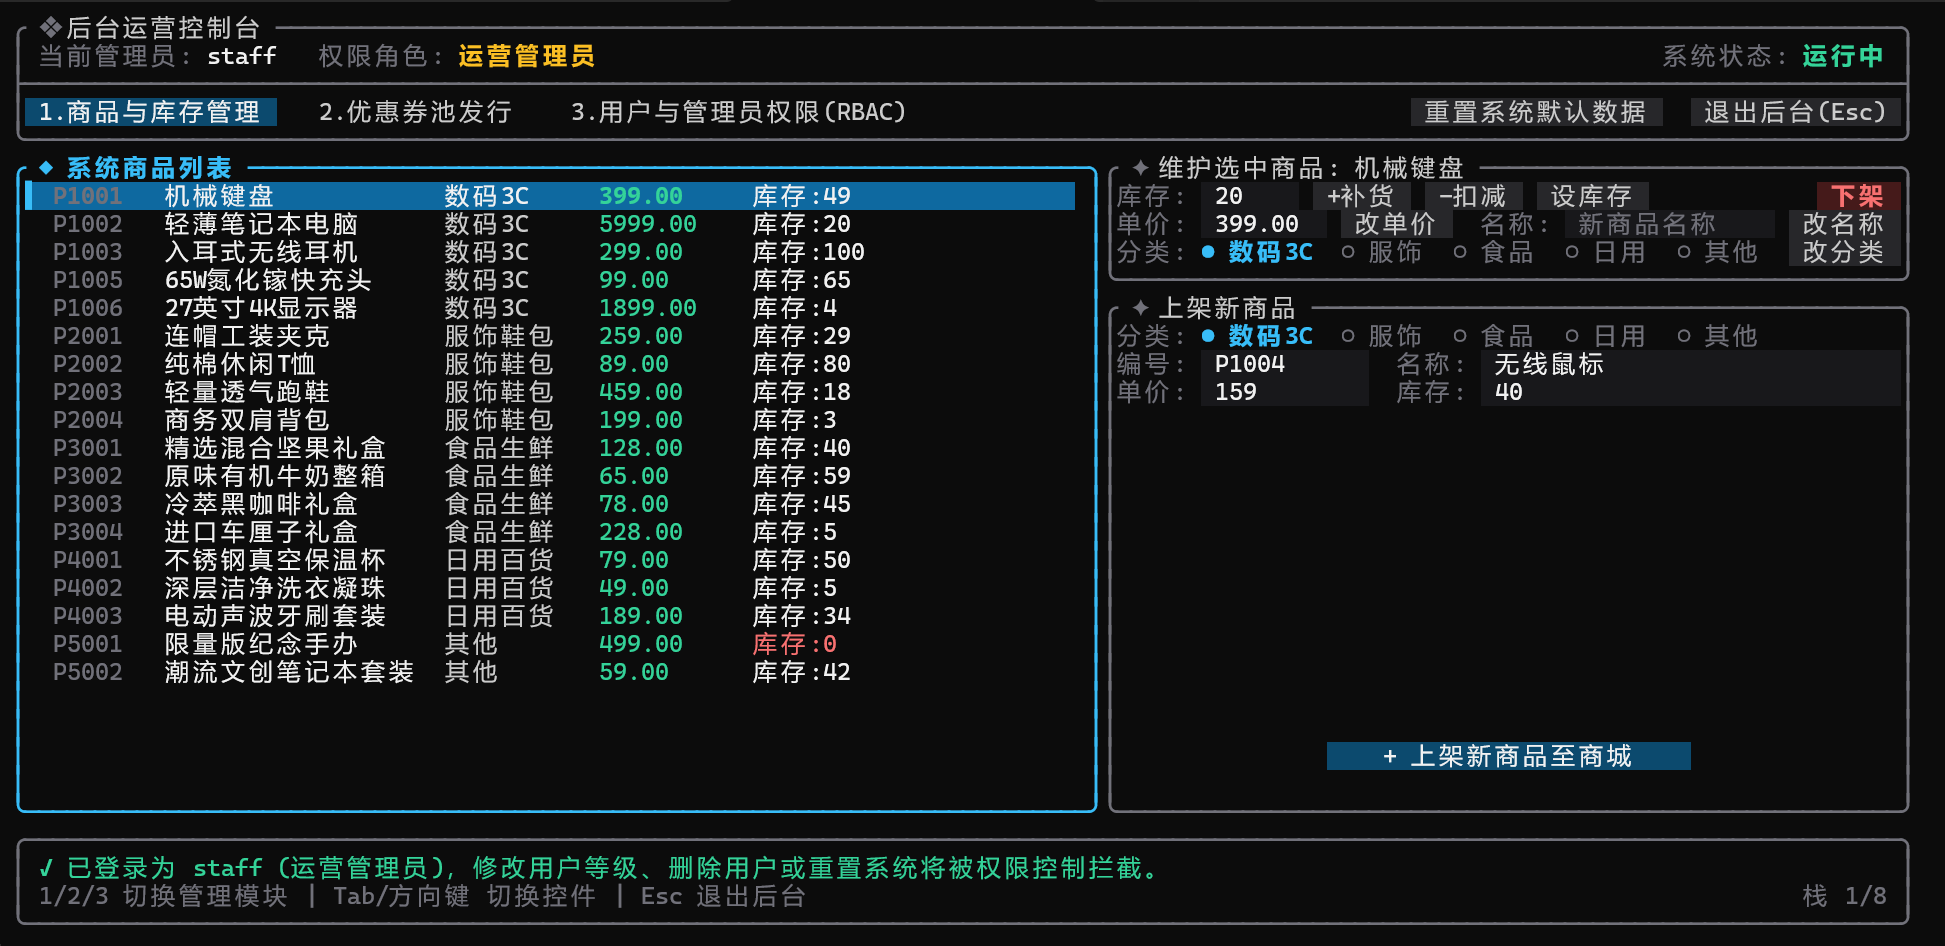 ❖后台运营控制台
当前管理员: staff 权限角色: 运营管理员 系统状态: 运行中
1.商品与库存管理 2.优惠券池发行 3.用户与管理员权限(RBAC) 重置系统默认数据 退出后台(Esc)
◆ 系统商品列表
P1001 机械键盘 数码3C 399.00 库存:49
P1002 轻薄笔记本电脑 数码3C 5999.00 库存:20
P1003 入耳式无线耳机 数码3C 299.00 库存:100
P1005 65W氮化镓快充头 数码3C 99.00 库存:65
P1006 27英寸4K显示器 数码3C 1899.00 库存:4
P2001 连帽工装夹克 服饰鞋包 259.00 库存:29
P2002 纯棉休闲T恤 服饰鞋包 89.00 库存:80
P2003 轻量透气跑鞋 服饰鞋包 459.00 库存:18
P2004 商务双肩背包 服饰鞋包 199.00 库存:3
P3001 精选混合坚果礼盒 食品生鲜 128.00 库存:40
P3002 原味有机牛奶整箱 食品生鲜 65.00 库存:59
P3003 冷萃黑咖啡礼盒 食品生鲜 78.00 库存:45
P3004 进口车厘子礼盒 食品生鲜 228.00 库存:5
P4001 不锈钢真空保温杯 日用百货 79.00 库存:50
P4002 深层洁净洗衣凝珠 日用百货 49.00 库存:5
P4003 电动声波牙刷套装 日用百货 189.00 库存:34
P5001 限量版纪念手办 其他 499.00 库存:0
P5002 潮流文创笔记本套装 其他 59.00 库存:42
✦ 维护选中商品: 机械键盘
库存: 20 +补货 -扣减 设库存 下架
单价: 399.00 改单价 名称: 新商品名称 改名称
分类: ● 数码3C ○ 服饰 ○ 食品 ○ 日用 ○ 其他 改分类
✦ 上架新商品
分类: ● 数码3C ○ 服饰 ○ 食品 ○ 日用 ○ 其他
编号: P1004 名称: 无线鼠标
单价: 159 库存: 40
+ 上架新商品至商城
✓ 已登录为 staff (运营管理员), 修改用户等级、删除用户或重置系统将被权限控制拦截。
1/2/3 切换管理模块 | Tab/方向键 切换控件 | Esc 退出后台 栈 1/8